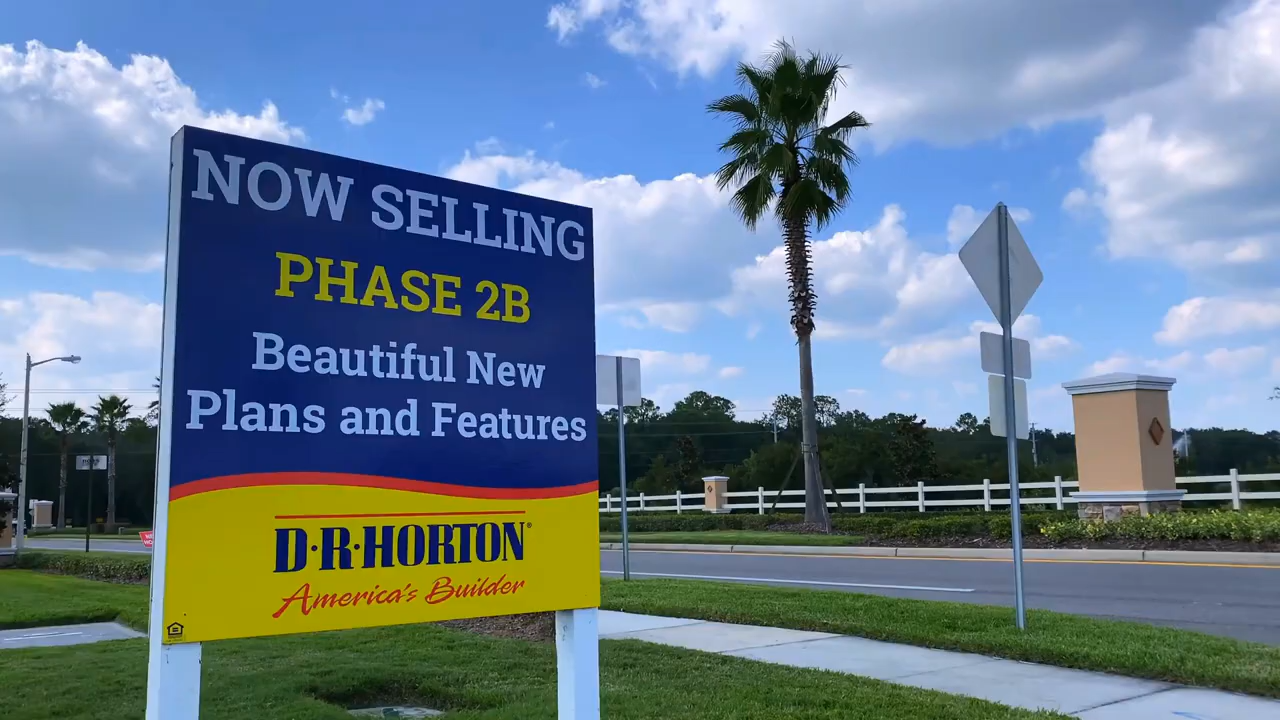 NOW SELLING
PHASE 2B
Beautiful New
Plans and Features
D·R·HORTON®
America's Builder